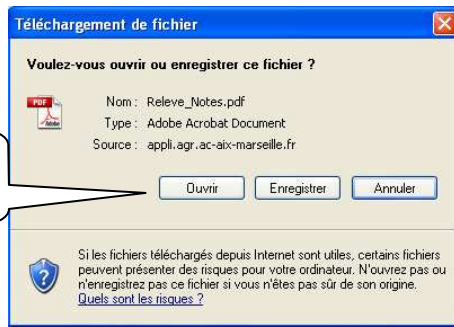 Téléchargement de fichier
Voulez-vous ouvrir ou enregistrer ce fichier ?
PDF
Adobe
Nom : Releve_Notes.pdf
Type : Adobe Acrobat Document
Source : appli.agr.ac-aix-marseille.fr
Ouvrir Enregistrer Annuler
Si les fichiers téléchargés depuis Internet sont utiles, certains fichiers
peuvent présenter des risques pour votre ordinateur. N'ouvrez pas ou
n'enregistrez pas ce fichier si vous n'êtes pas sûr de son origine.
Quels sont les risques ?